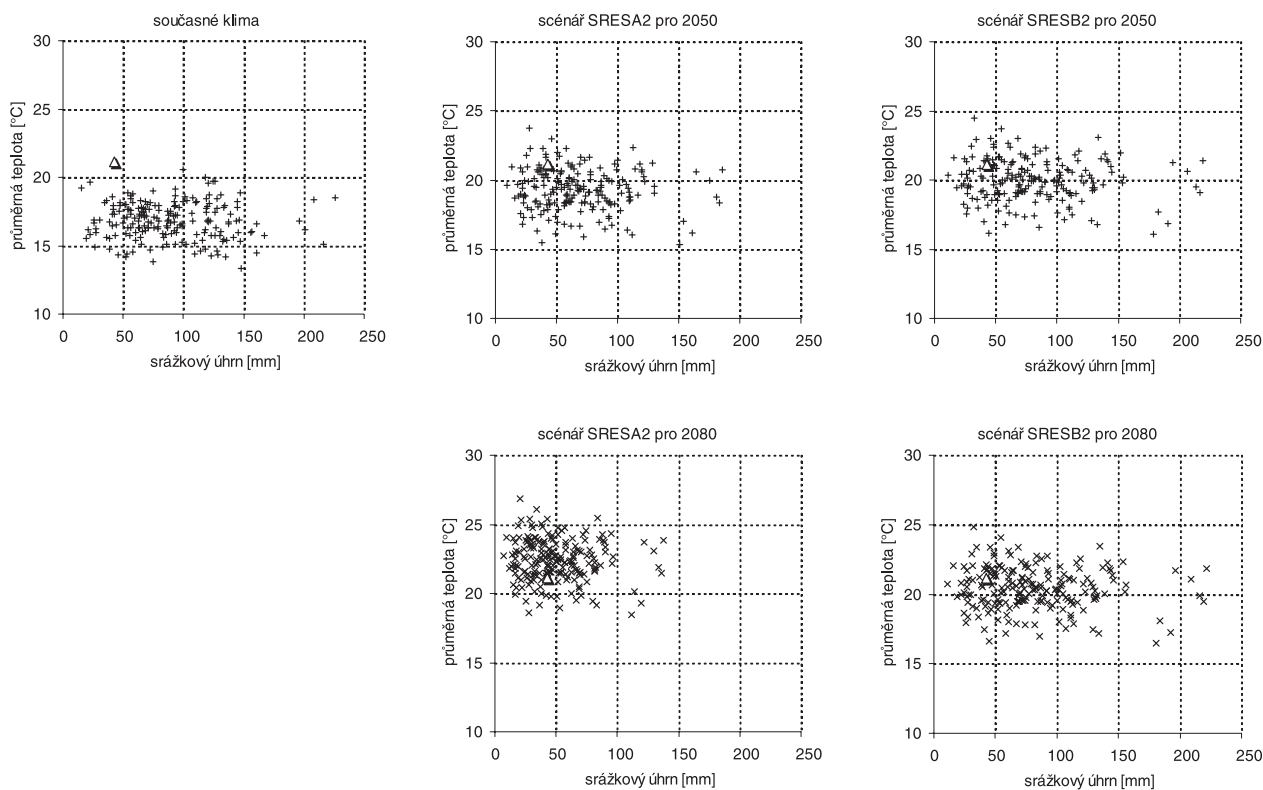 současné klima
30
25
20
15
10
průměrná teplota [°C]
0 50 100 150 200 250
srážkový úhrn [mm]
scénář SRESA2 pro 2050
30
25
20
15
10
průměrná teplota [°C]
0 50 100 150 200 250
srážkový úhrn [mm]
scénář SRESB2 pro 2050
30
25
20
15
10
průměrná teplota [°C]
0 50 100 150 200 250
srážkový úhrn [mm]
scénář SRESA2 pro 2080
30
25
20
15
10
průměrná teplota [°C]
0 50 100 150 200 250
srážkový úhrn [mm]
scénář SRESB2 pro 2080
30
25
20
15
10
průměrná teplota [°C]
0 50 100 150 200 250
srážkový úhrn [mm]